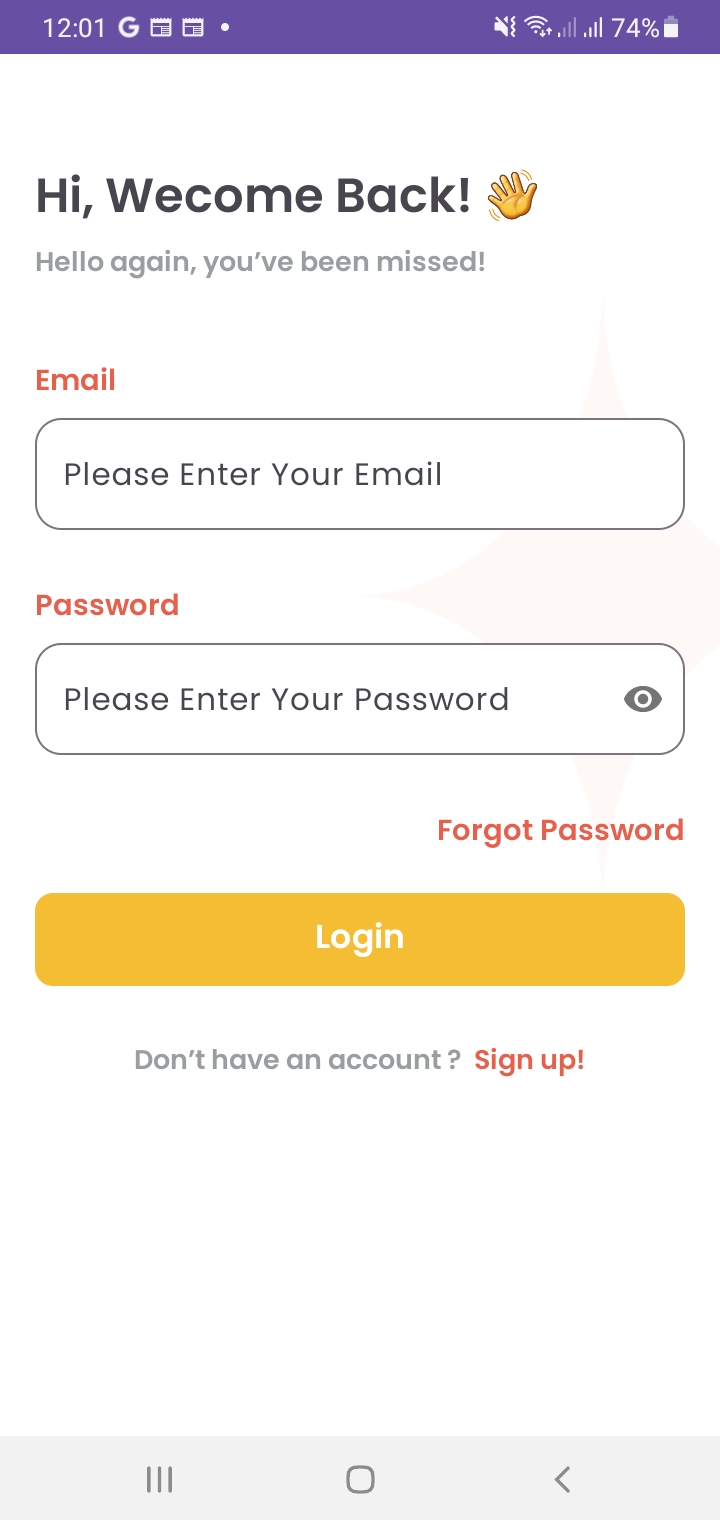 12:01 G 74%
Hi, Wecome Back! 👋
Hello again, you’ve been missed!
Email
Please Enter Your Email
Password
Please Enter Your Password
Forgot Password
Login
Don’t have an account ? Sign up!